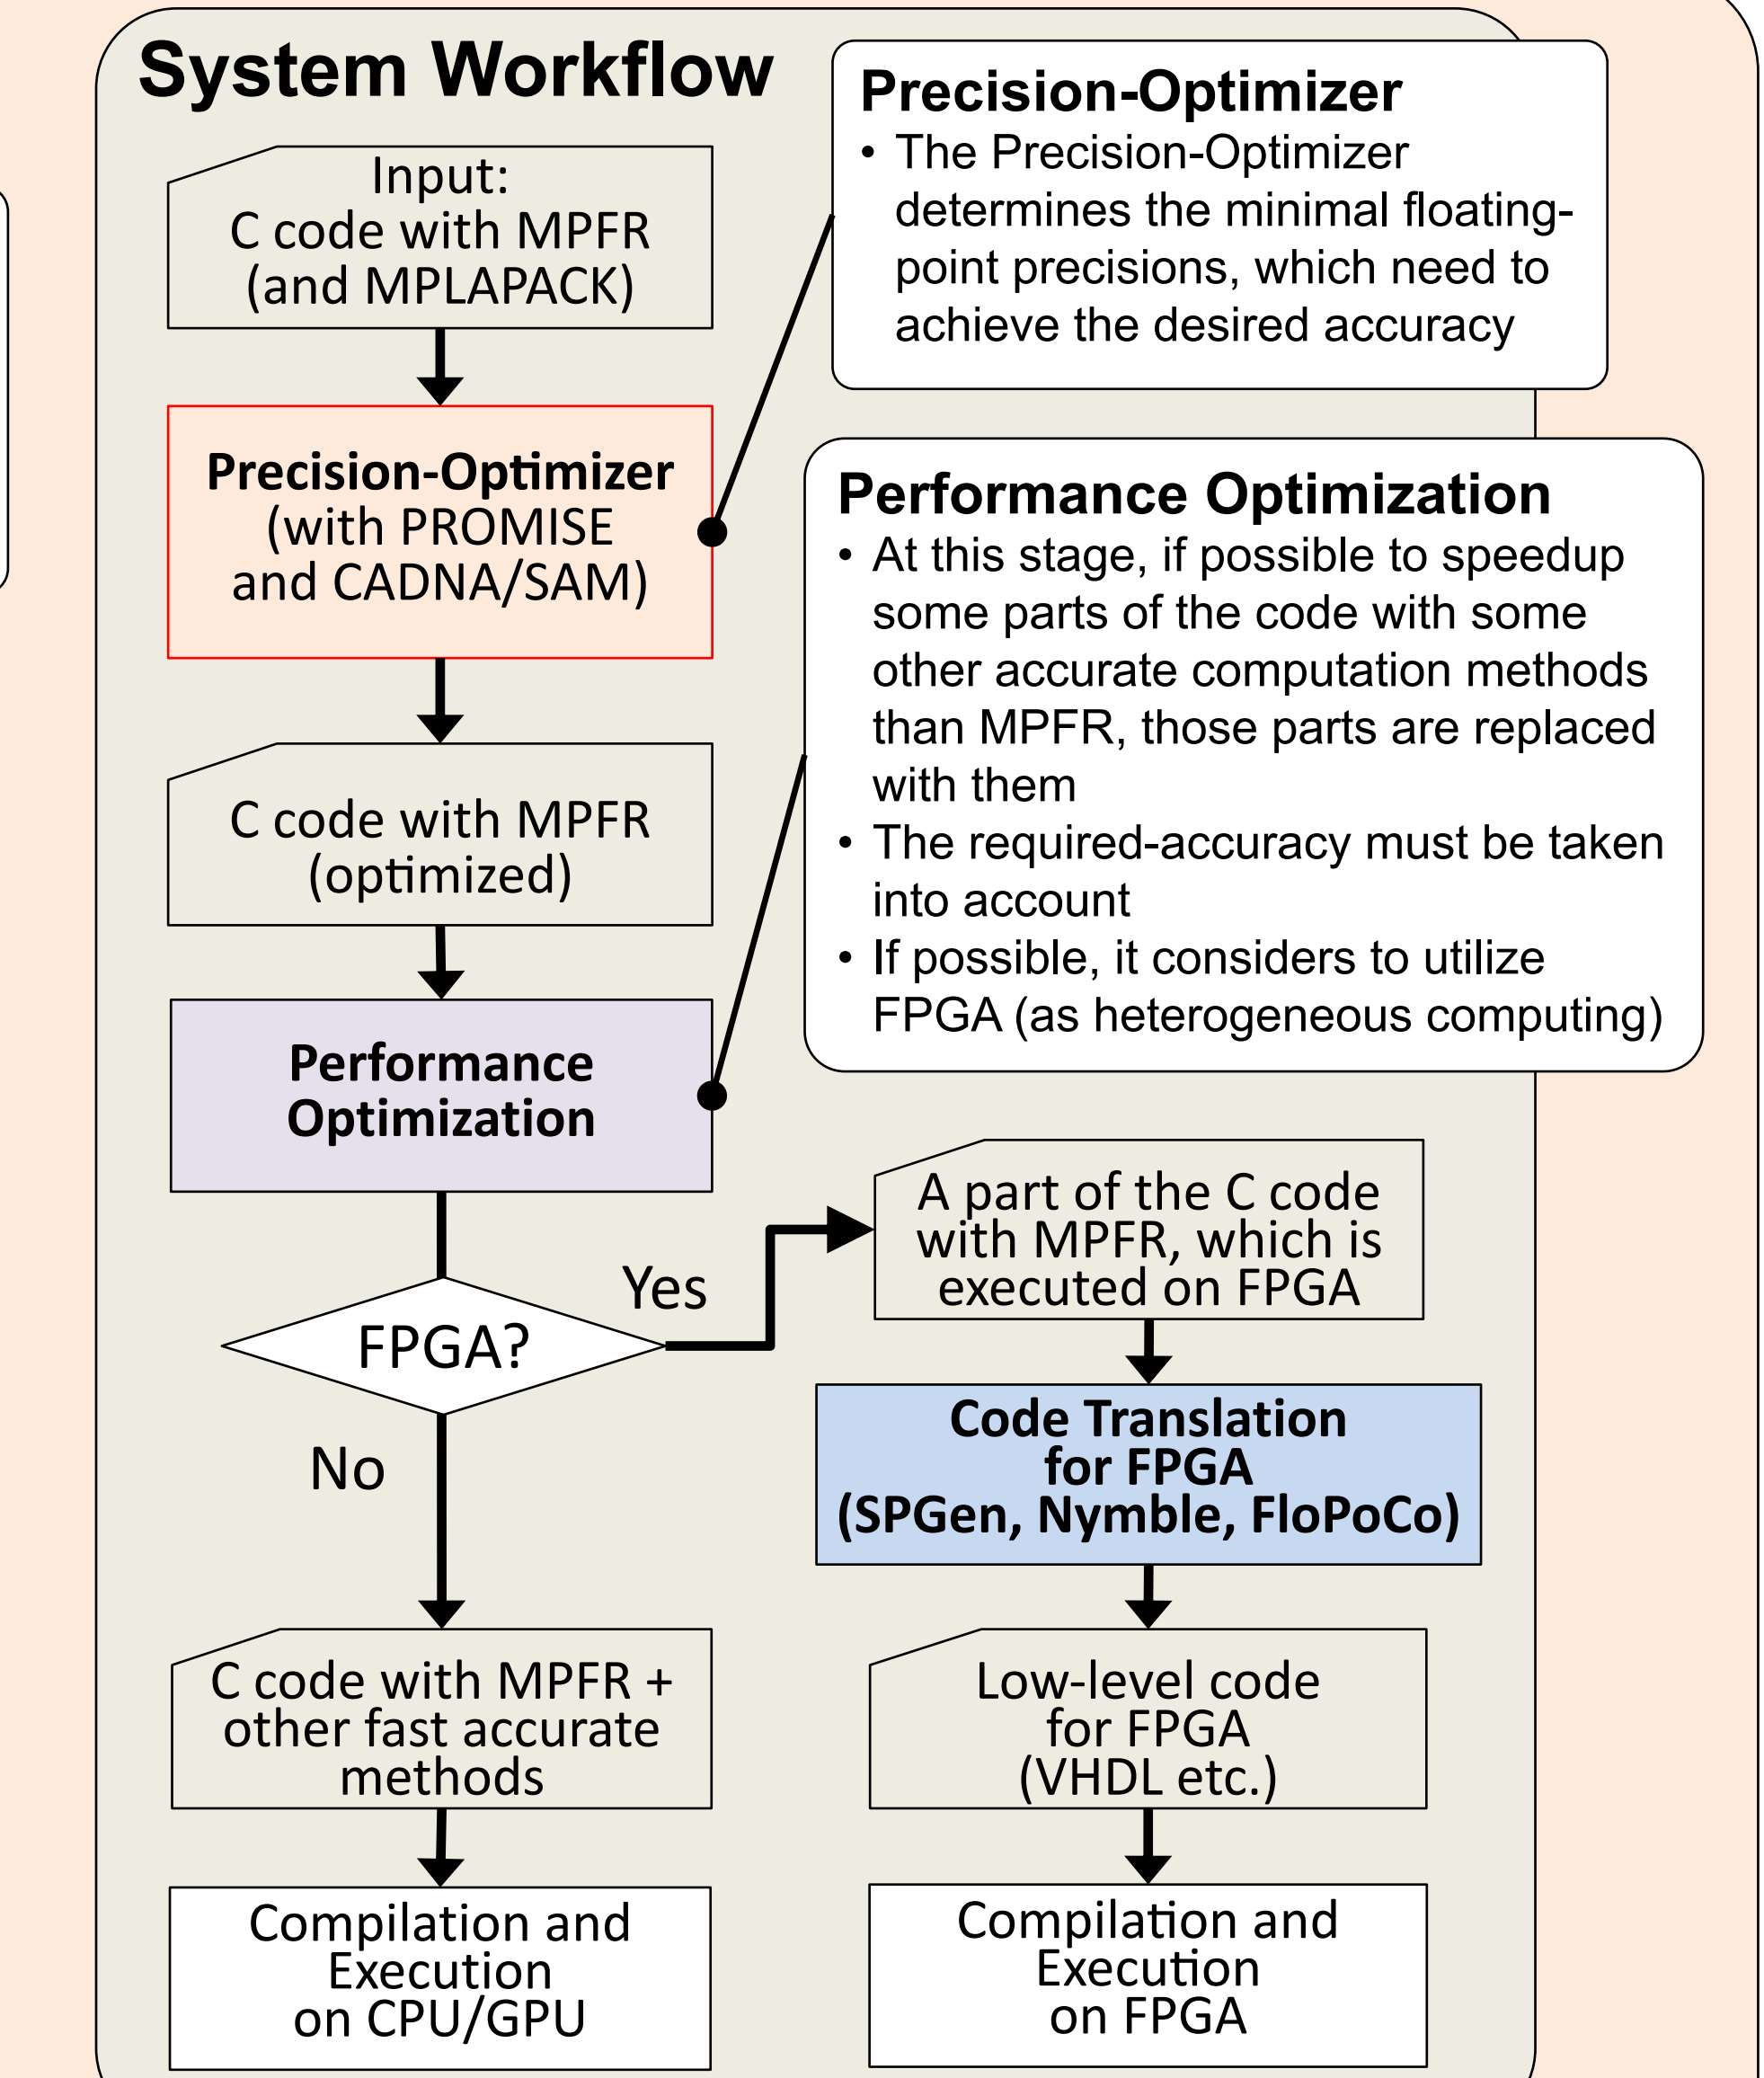 System Workflow
Input:
C code with MPFR
(and MPLAPACK)
Precision-Optimizer
(with PROMISE
and CADNA/SAM)
C code with MPFR
(optimized)
Performance
Optimization
FPGA?
Yes
No
C code with MPFR +
other fast accurate
methods
Compilation and
Execution
on CPU/GPU
Precision-Optimizer
• The Precision-Optimizer
determines the minimal floating-
point precisions, which need to
achieve the desired accuracy
Performance Optimization
• At this stage, if possible to speedup
some parts of the code with some
other accurate computation methods
than MPFR, those parts are replaced
with them
• The required-accuracy must be taken
into account
• If possible, it considers to utilize
FPGA (as heterogeneous computing)
A part of the C code
with MPFR, which is
executed on FPGA
Code Translation
for FPGA
(SPGen, Nymble, FloPoCo)
Low-level code
for FPGA
(VHDL etc.)
Compilation and
Execution
on FPGA